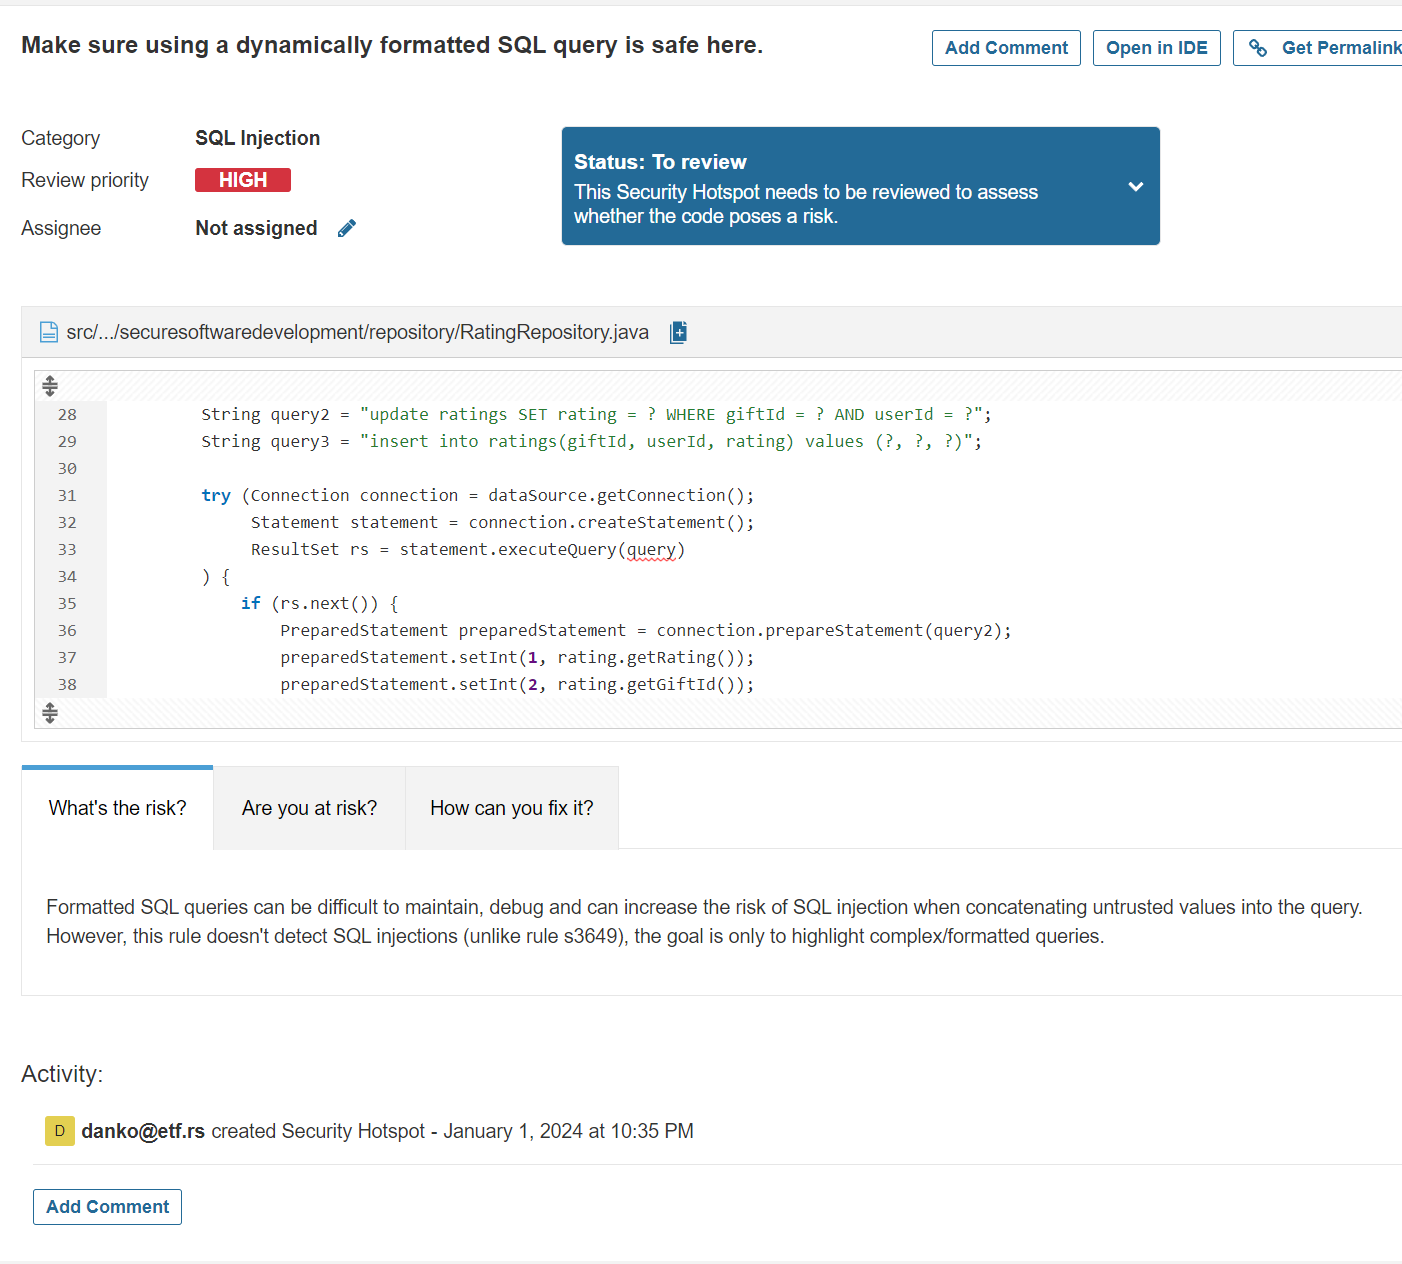 Make sure using a dynamically formatted SQL query is safe here.
Add Comment
Open in IDE
Get Permalink
Category SQL Injection
Review priority HIGH
Assignee Not assigned
Status: To review
This Security Hotspot needs to be reviewed to assess
whether the code poses a risk.
src/.../securesoftwaredevelopment/repository/RatingRepository.java
28 String query2 = "update ratings SET rating = ? WHERE giftId = ? AND userId = ?";
29 String query3 = "insert into ratings(giftId, userId, rating) values (?, ?, ?)";
30
31 try (Connection connection = dataSource.getConnection();
32 Statement statement = connection.createStatement();
33 ResultSet rs = statement.executeQuery(query)
34 ) {
35 if (rs.next()) {
36 PreparedStatement preparedStatement = connection.prepareStatement(query2);
37 preparedStatement.setInt(1, rating.getRating());
38 preparedStatement.setInt(2, rating.getGiftId());
What's the risk?
Are you at risk?
How can you fix it?
Formatted SQL queries can be difficult to maintain, debug and can increase the risk of SQL injection when concatenating untrusted values into the query.
However, this rule doesn't detect SQL injections (unlike rule s3649), the goal is only to highlight complex/formatted queries.
Activity:
D danko@etf.rs created Security Hotspot - January 1, 2024 at 10:35 PM
Add Comment